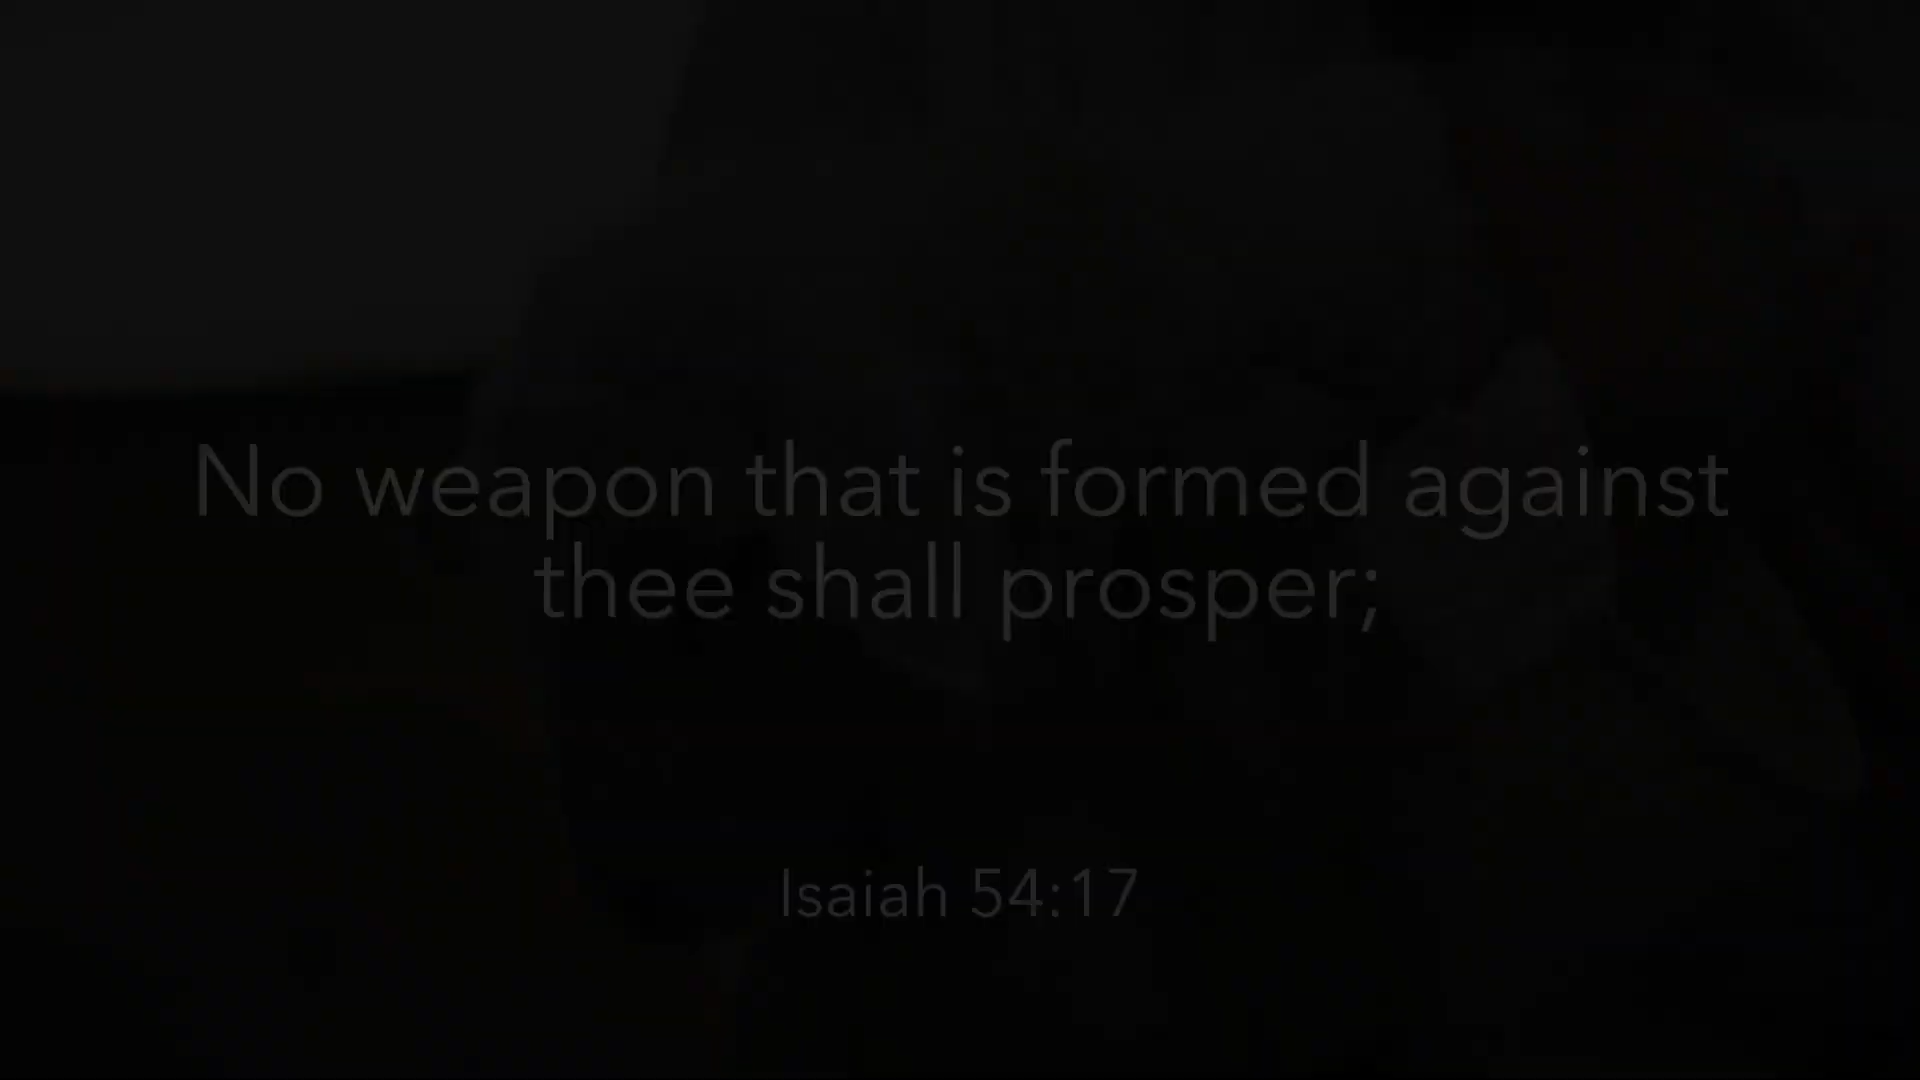 No weapon that is formed against
thee shall prosper;
Isaiah 54:17